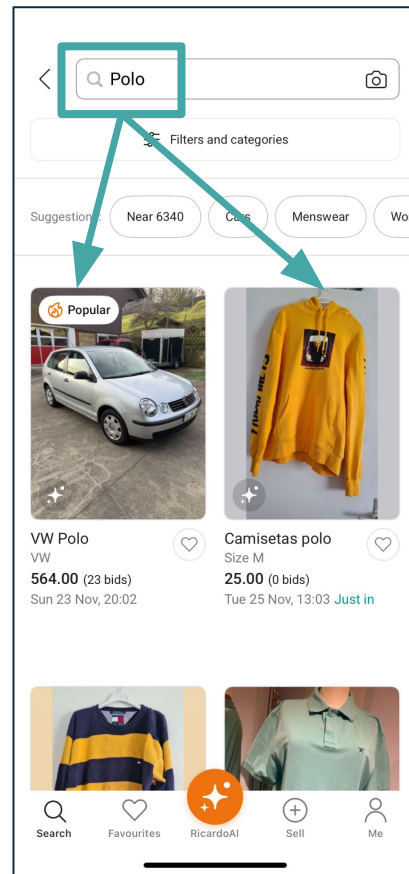 Polo
Filters and categories
Suggestions:
Near 6340
Cars
Menswear
Wo
Popular
VW Polo
VW
564.00 (23 bids)
Sun 23 Nov, 20:02
Camisetas polo
Size M
25.00 (0 bids)
Tue 25 Nov, 13:03 Just in
Search
Favourites
RicardoAI
Sell
Me